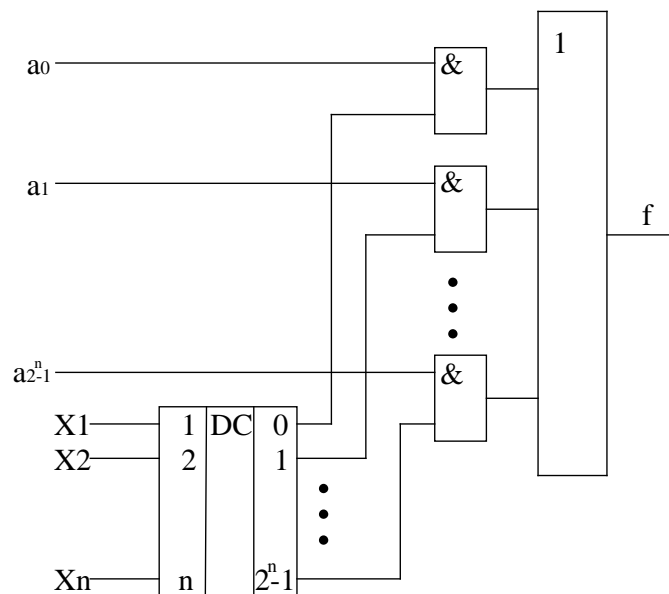 a0 & 1
a1 & f
a2ⁿ-1 &
X1 1 DC 0
X2 2 1
Xn n 2ⁿ-1